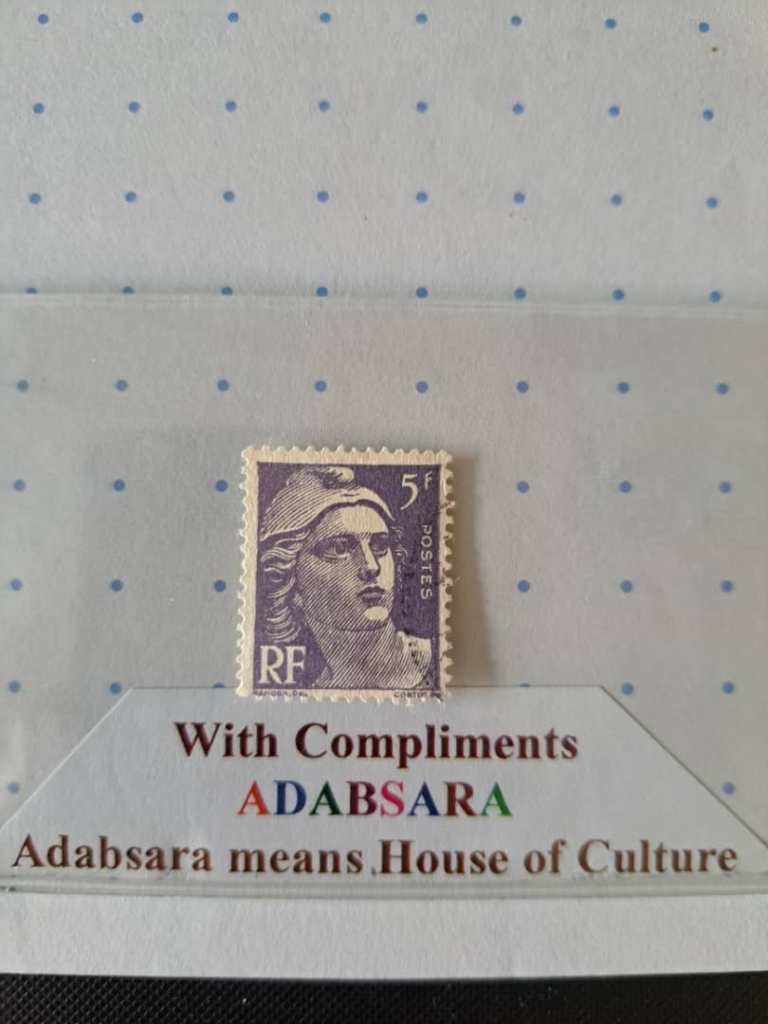 5F
POSTES
RF
With Compliments
ADABSARA
Adabsara means House of Culture